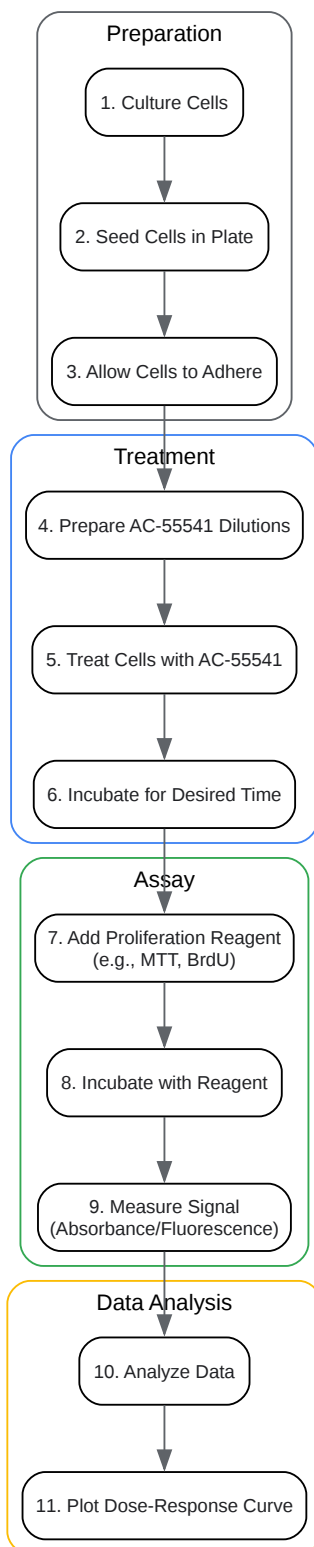 Preparation
1. Culture Cells
2. Seed Cells in Plate
3. Allow Cells to Adhere
Treatment
4. Prepare AC-55541 Dilutions
5. Treat Cells with AC-55541
6. Incubate for Desired Time
Assay
7. Add Proliferation Reagent
(e.g., MTT, BrdU)
8. Incubate with Reagent
9. Measure Signal
(Absorbance/Fluorescence)
Data Analysis
10. Analyze Data
11. Plot Dose-Response Curve